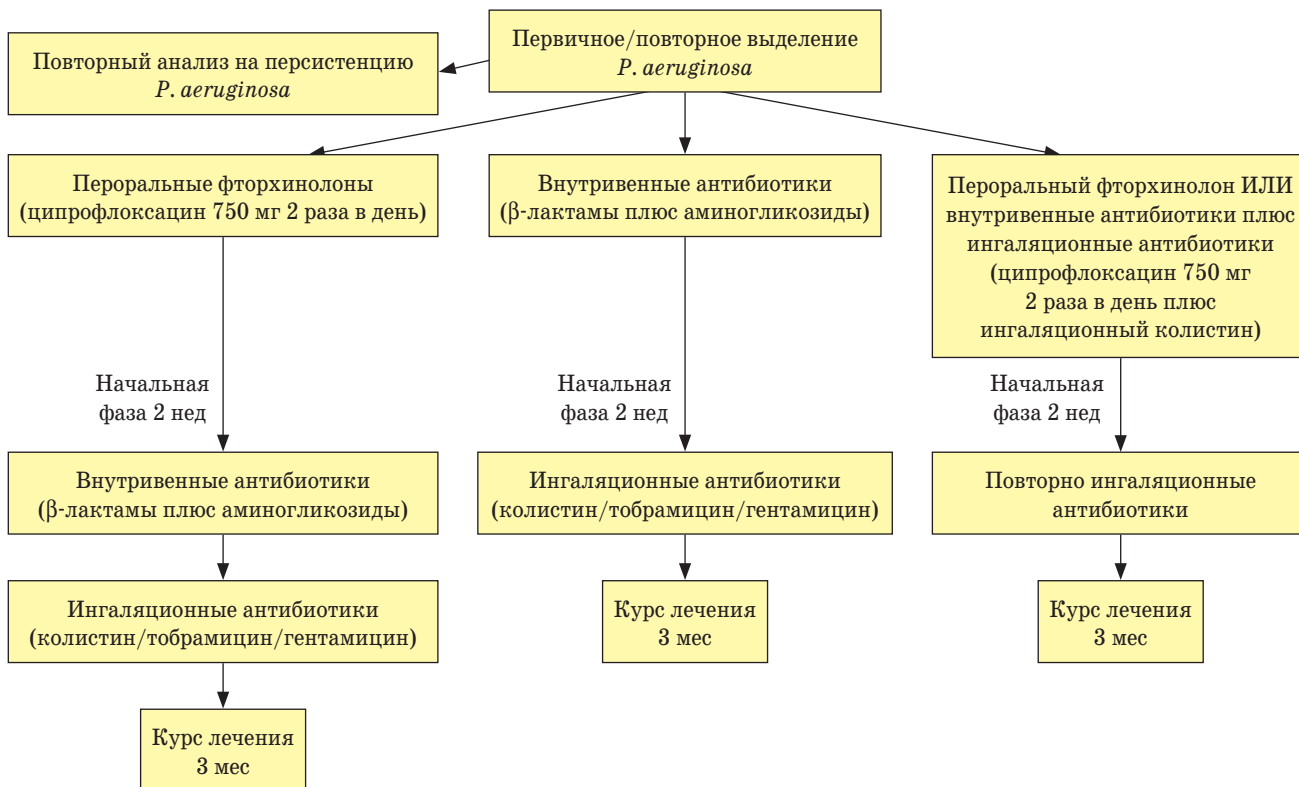 Первичное/повторное выделение
P. aeruginosa
Повторный анализ на персистенцию
P. aeruginosa
Пероральные фторхинолоны
(ципрофлоксацин 750 мг 2 раза в день)
Внутривенные антибиотики
(β-лактамы плюс аминогликозиды)
Пероральный фторхинолон ИЛИ
внутривенные антибиотики плюс
ингаляционные антибиотики
(ципрофлоксацин 750 мг
2 раза в день плюс
ингаляционный колистин)
Начальная
фаза 2 нед
Начальная
фаза 2 нед
Начальная
фаза 2 нед
Внутривенные антибиотики
(β-лактамы плюс аминогликозиды)
Ингаляционные антибиотики
(колистин/тобрамицин/гентамицин)
Повторно ингаляционные
антибиотики
Ингаляционные антибиотики
(колистин/тобрамицин/гентамицин)
Курс лечения
3 мес
Курс лечения
3 мес
Курс лечения
3 мес